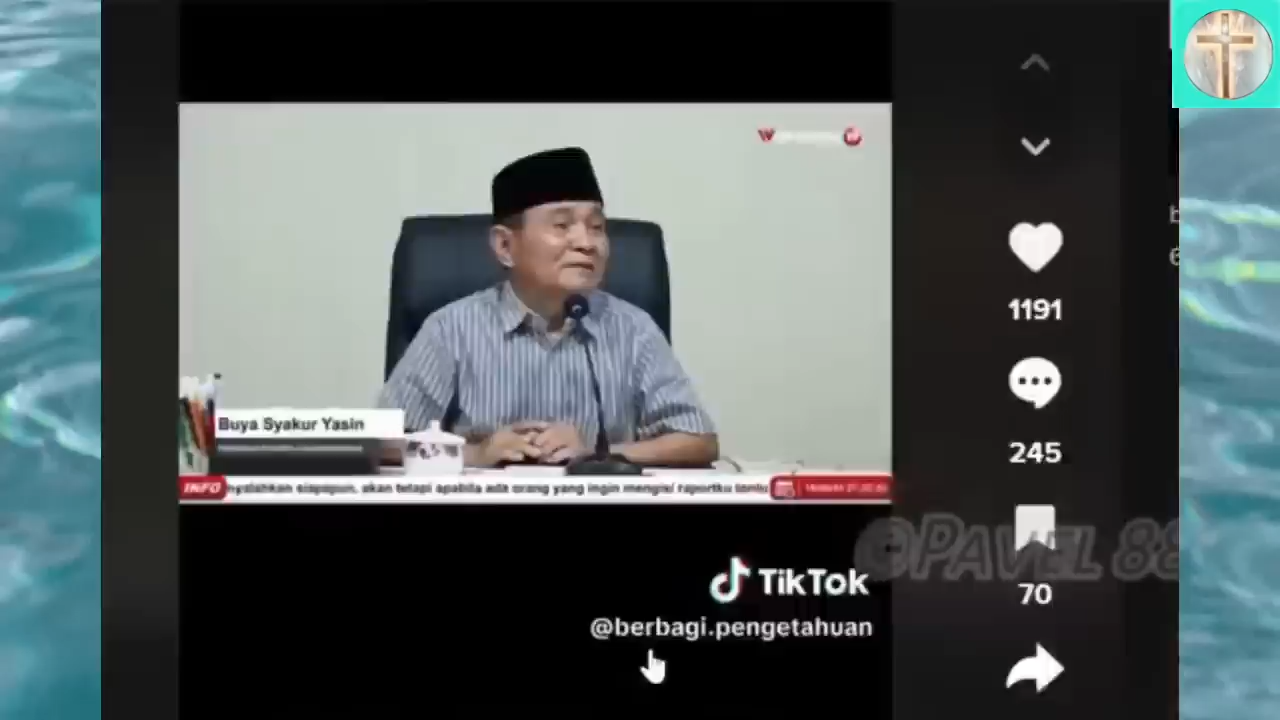 1191
Buya Syakur Yasin
245
INFO nyalahkan siapapun, akan tetapi apabila ada orang yang ingin mengisi raportku tentu
©PAVEL 88
TikTok
70
@berbagi.pengetahuan